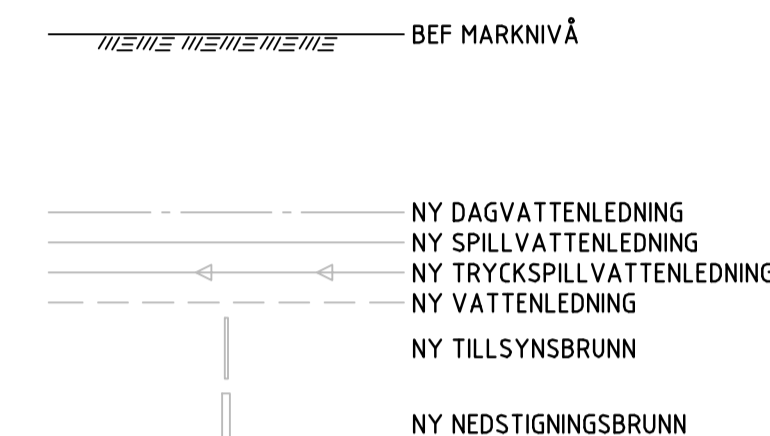 BEF MARKNIVÅ
NY DAGVATTENLEDNING
NY SPILLVATTENLEDNING
NY TRYCKSPILLVATTENLEDNING
NY VATTENLEDNING
NY TILLSYNSBRUNN
NY NEDSTIGNINGSBRUNN